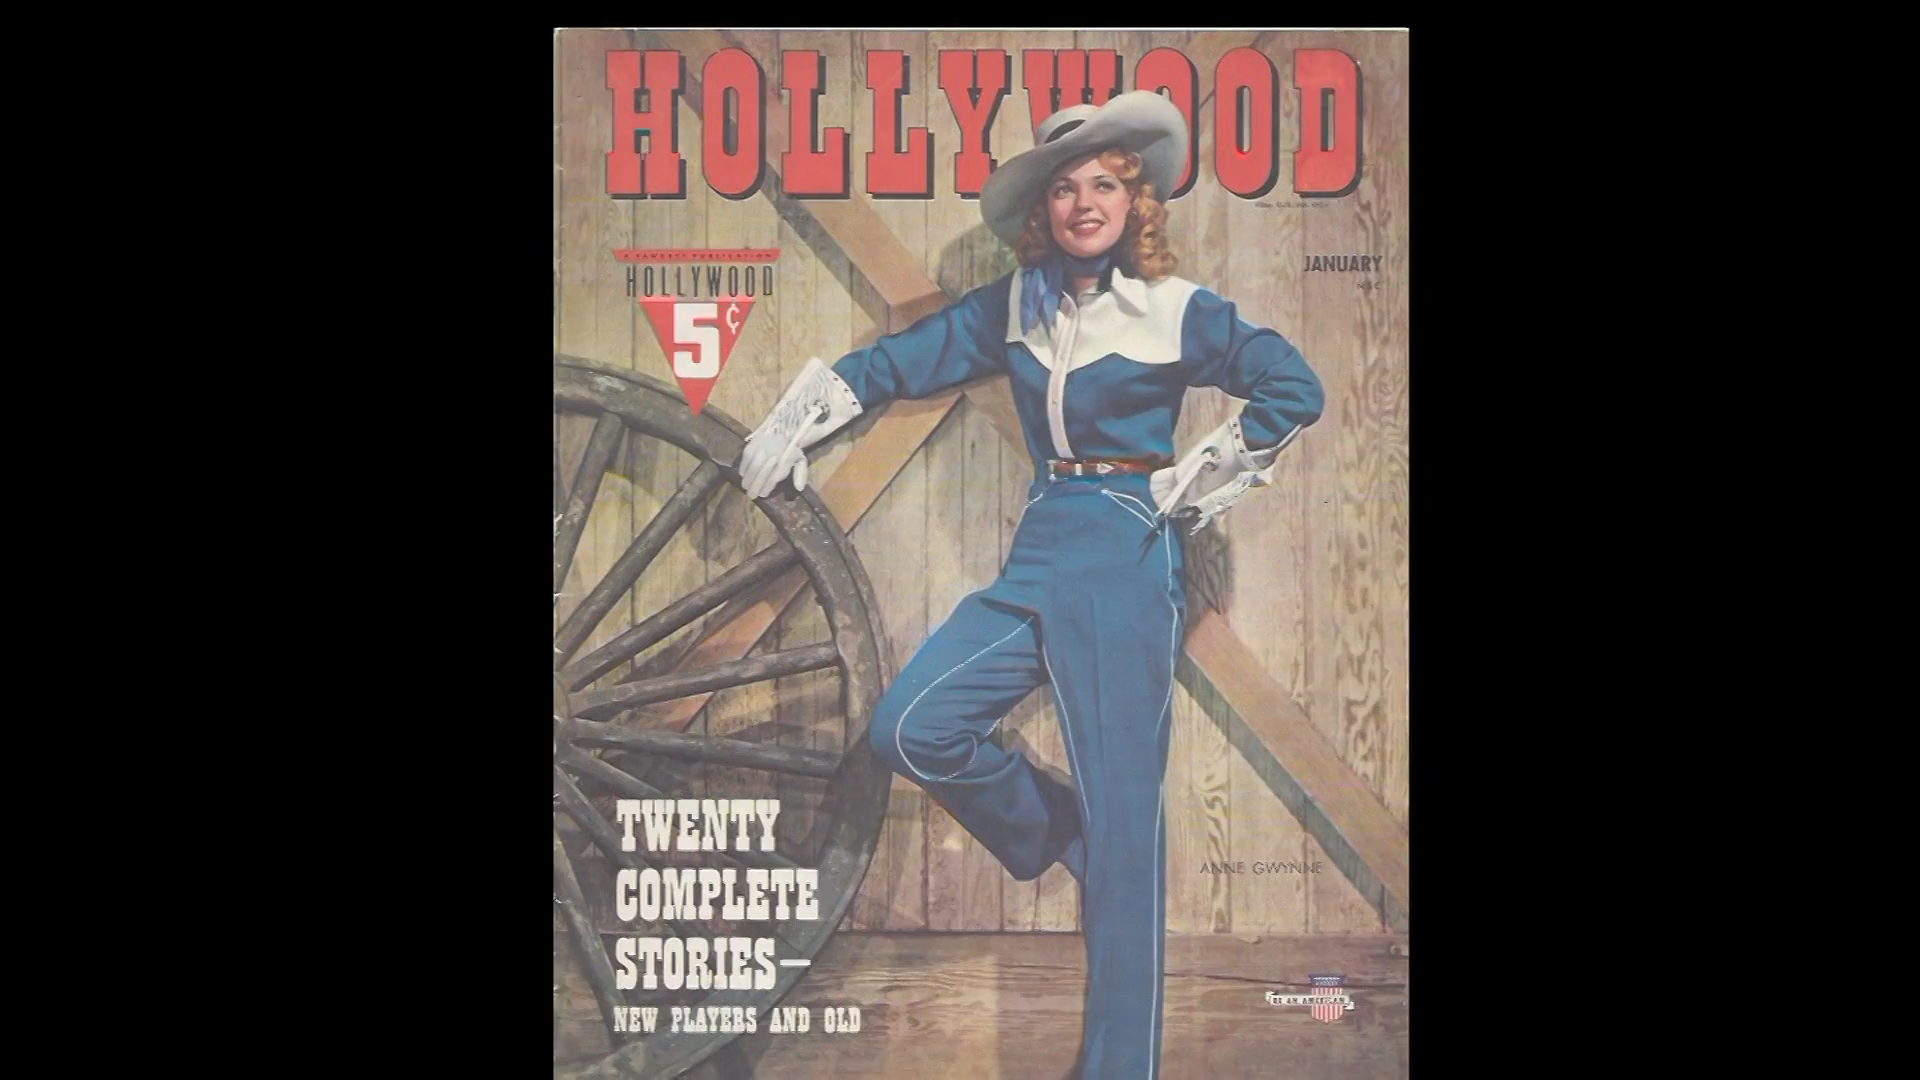 HOLLYWOOD
JANUARY
A FAWCETT PUBLICATION
HOLLYWOOD
5¢
TWENTY
COMPLETE
STORIES—
NEW PLAYERS AND OLD
ANNE GWYNNE
BE AN AMERICAN